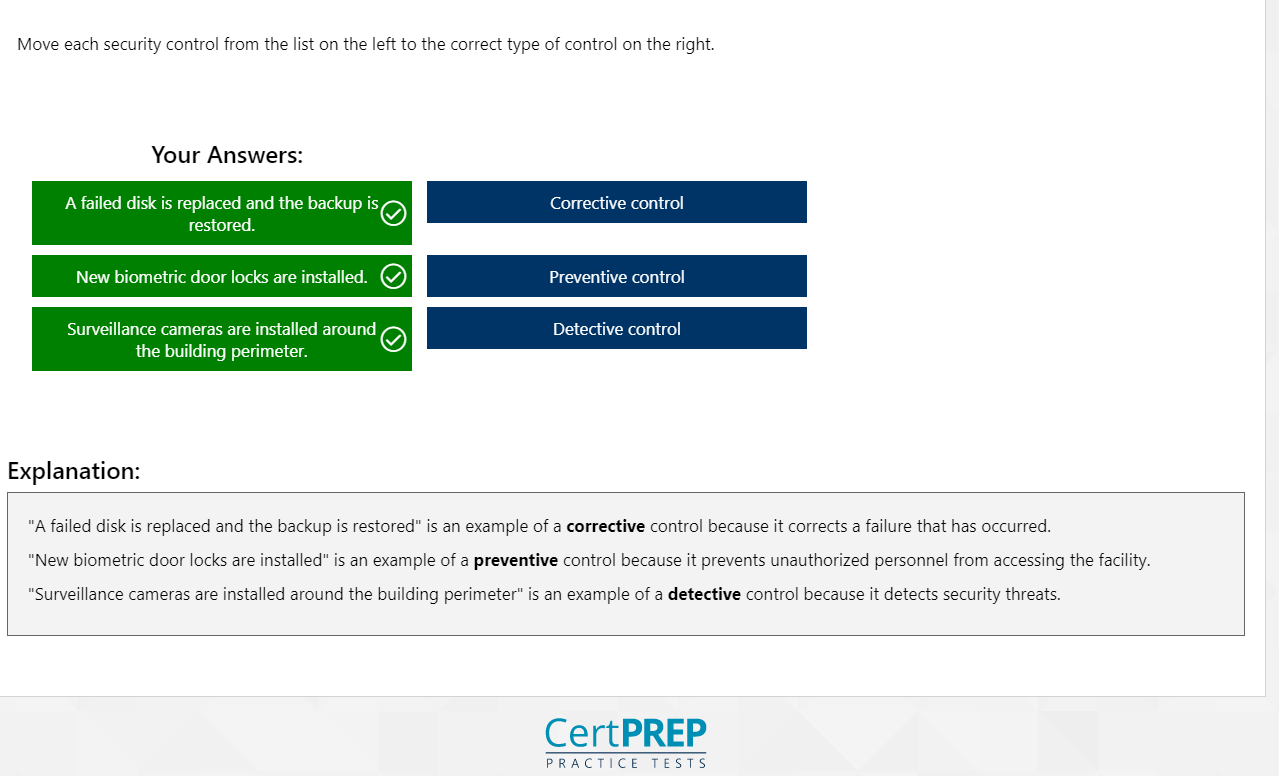 Move each security control from the list on the left to the correct type of control on the right.
Your Answers:
A failed disk is replaced and the backup is
restored.
Corrective control
New biometric door locks are installed.
Preventive control
Surveillance cameras are installed around
the building perimeter.
Detective control
Explanation:
"A failed disk is replaced and the backup is restored" is an example of a corrective control because it corrects a failure that has occurred.
"New biometric door locks are installed" is an example of a preventive control because it prevents unauthorized personnel from accessing the facility.
"Surveillance cameras are installed around the building perimeter" is an example of a detective control because it detects security threats.
CertPREP
PRACTICE TESTS